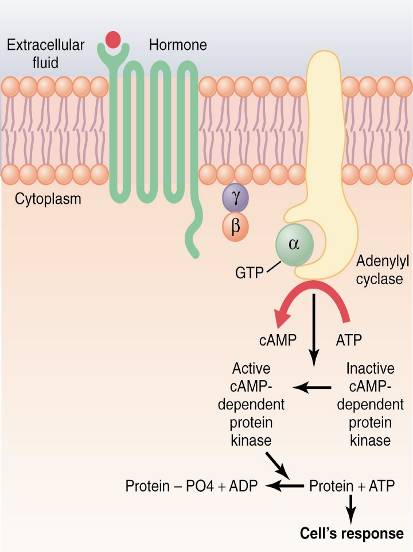 Extracellular
fluid
Hormone
Cytoplasm
γ
β
α
GTP
Adenylyl
cyclase
cAMP
ATP
Active
cAMP-
dependent
protein
kinase
Inactive
cAMP-
dependent
protein
kinase
Protein – PO4 + ADP
Protein + ATP
Cell's response